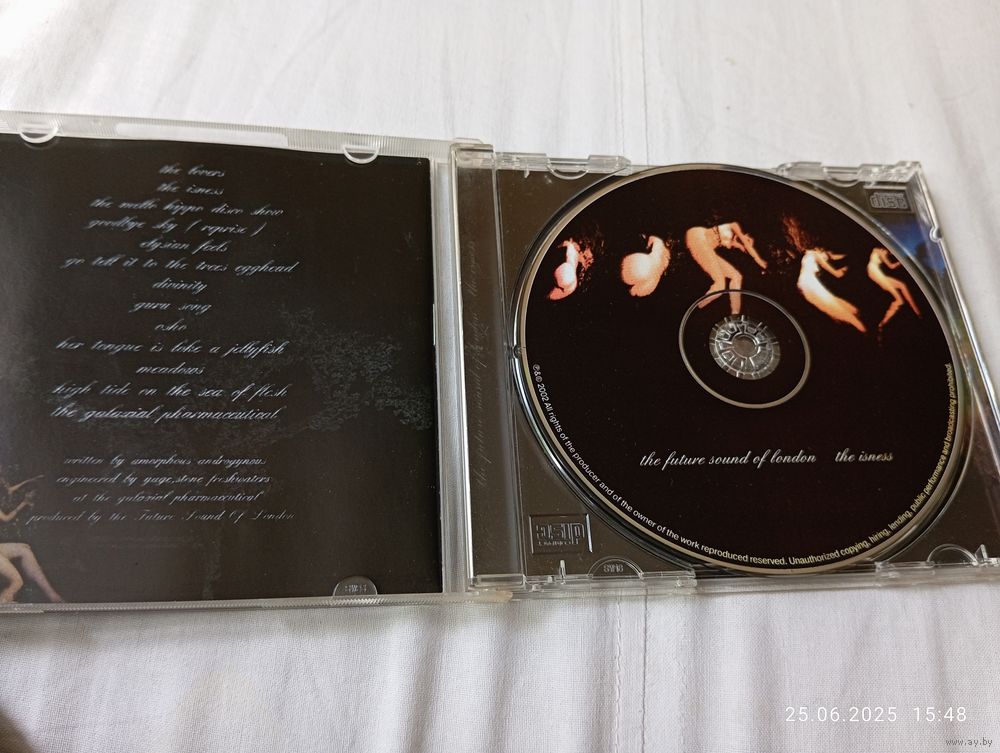 the lovers
the isness
the mello hippo disco show
goodbye sky ( reprise )
elysian feels
go tell it to the trees egghead
divinity
guru song
osho
her tongue is like a jellyfish
meadows
high tide on the sea of flesh
the galaxial pharmaceutical
written by amorphous androgynous
engineered by yage, stone freshwaters
at the galaxial pharmaceutical
produced by the Future Sound Of London
the future sound of london the isness
℗&© 2002 All rights of the producer and of the owner of the work reproduced reserved. Unauthorized copying, hiring, lending, public performance and broadcasting prohibited.
25.06.2025 15:48
www.ay.by